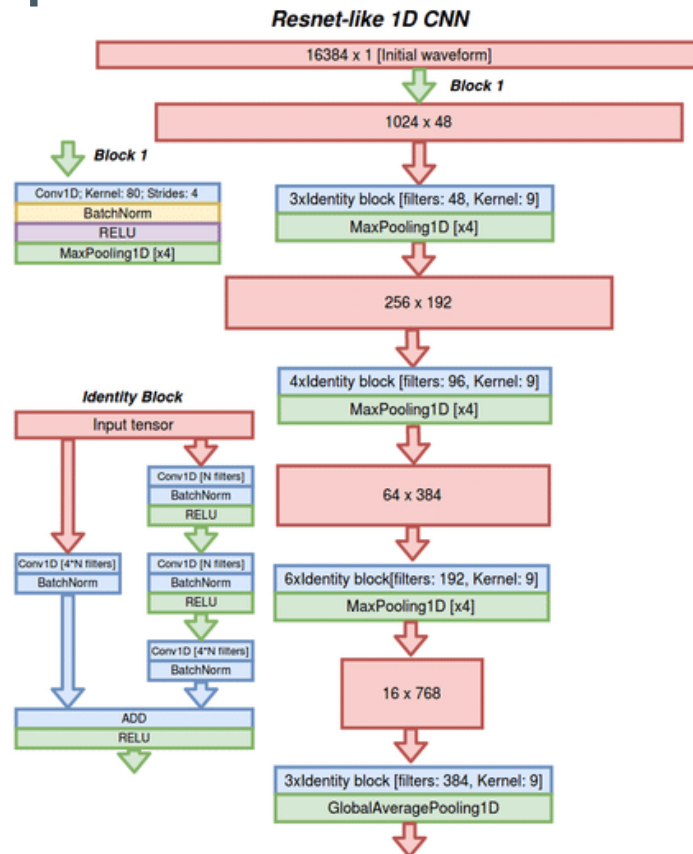 Resnet-like 1D CNN
16384 x 1 [Initial waveform]
Block 1
1024 x 48
Block 1
Conv1D; Kernel: 80; Strides: 4
BatchNorm
RELU
MaxPooling1D [x4]
3xIdentity block [filters: 48, Kernel: 9]
MaxPooling1D [x4]
256 x 192
4xIdentity block [filters: 96, Kernel: 9]
MaxPooling1D [x4]
64 x 384
6xIdentity block[filters: 192, Kernel: 9]
MaxPooling1D [x4]
16 x 768
3xIdentity block [filters: 384, Kernel: 9]
GlobalAveragePooling1D
Identity Block
Input tensor
Conv1D [N filters]
BatchNorm
RELU
Conv1D [4*N filters]
BatchNorm
Conv1D [N filters]
BatchNorm
RELU
Conv1D [4*N filters]
BatchNorm
ADD
RELU